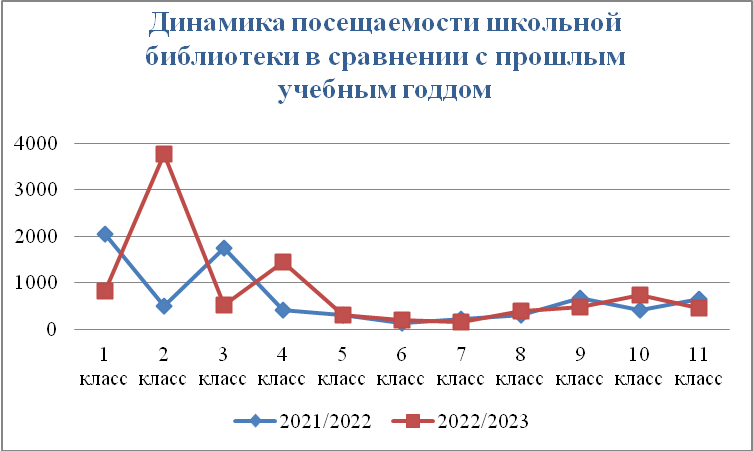 Динамика посещаемости школьной
библиотеки в сравнении с прошлым
учебным годдом
4000
3000
2000
1000
0
1 2 3 4 5 6 7 8 9 10 11
класс класс класс класс класс класс класс класс класс класс класс
2021/2022 2022/2023